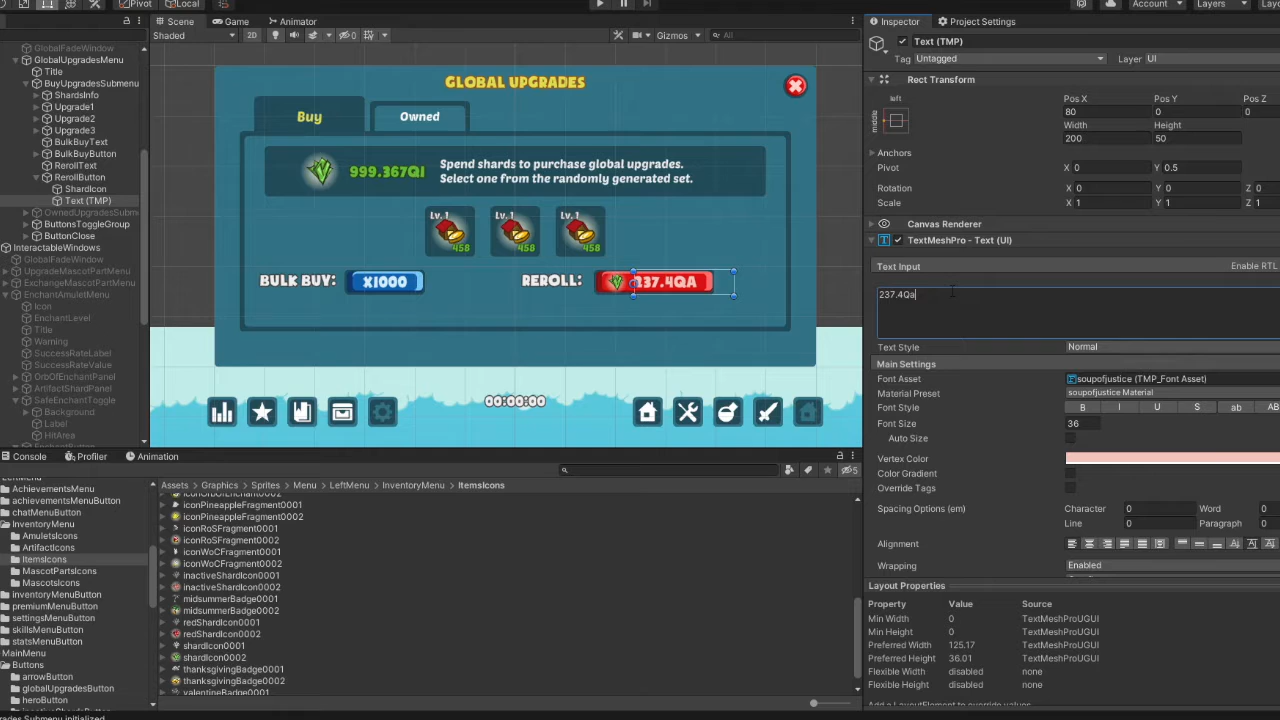 Pivot
Local
Account
Layers
Scene
Game
Animator
Inspector
Project Settings
Shaded
2D
0
Gizmos
All
GlobalFadeWindow
GlobalUpgradesMenu
Title
BuyUpgradesSubmenu
ShardsInfo
Upgrade1
Upgrade2
Upgrade3
BulkBuyText
BulkBuyButton
RerollText
RerollButton
ShardIcon
Text (TMP)
OwnedUpgradesSubm
ButtonsToggleGroup
ButtonClose
InteractableWindows
GlobalFadeWindow
UpgradeMascotPartMenu
ExchangeMascotPartMenu
EnchantAmuletMenu
Icon
EnchantLevel
Title
Warning
SuccessRateLabel
SuccessRateValue
OrbOfEnchantPanel
ArtifactShardPanel
SafeEnchantToggle
Background
Label
HitArea
GLOBAL UPGRADES
Buy
Owned
999.367QI
Spend shards to purchase global upgrades.
Select one from the randomly generated set.
Lv. 1
458
Lv. 1
458
Lv. 1
458
BULK BUY:
X1000
REROLL:
237.4QA
00:00:00
Text (TMP)
Tag
Untagged
Layer
UI
Rect Transform
left
middle
Pos X
Pos Y
Pos Z
80
0
0
Width
Height
200
50
Anchors
Pivot
X
0
Y
0.5
Rotation
X
0
Y
0
Z
0
Scale
X
1
Y
1
Z
1
Canvas Renderer
TextMeshPro - Text (UI)
Text Input
Enable RTL
237.4Qa
Text Style
Normal
Main Settings
Font Asset
soupofjustice (TMP_Font Asset)
Material Preset
soupofjustice Material
Font Style
B
I
U
S
ab
Font Size
36
Auto Size
Vertex Color
Color Gradient
Override Tags
Spacing Options (em)
Character
0
Word
0
Line
0
Paragraph
0
Alignment
Wrapping
Enabled
Layout Properties
Property
Value
Source
Min Width
0
TextMeshProUGUI
Min Height
0
TextMeshProUGUI
Preferred Width
125.17
TextMeshProUGUI
Preferred Height
36.01
TextMeshProUGUI
Flexible Width
disabled
none
Flexible Height
disabled
none
Add a LayoutElement to override values
Console
Profiler
Animation
5
AchievementsMenu
achievementsMenuButton
chatMenuButton
InventoryMenu
AmuletsIcons
ArtifactIcons
ItemsIcons
MascotPartsIcons
MascotsIcons
inventoryMenuButton
premiumMenuButton
settingsMenuButton
skillsMenuButton
statsMenuButton
MainMenu
Buttons
arrowButton
globalUpgradesButton
heroButton
Assets
Graphics
Sprites
Menu
LeftMenu
InventoryMenu
ItemsIcons
iconPineappleFragment0001
iconPineappleFragment0002
iconRoSFragment0001
iconRoSFragment0002
iconWoCFragment0001
iconWoCFragment0002
inactiveShardIcon0001
inactiveShardIcon0002
midsummerBadge0001
midsummerBadge0002
redShardIcon0001
redShardIcon0002
shardIcon0001
shardIcon0002
thanksgivingBadge0001
thanksgivingBadge0002
valentineBadge0001